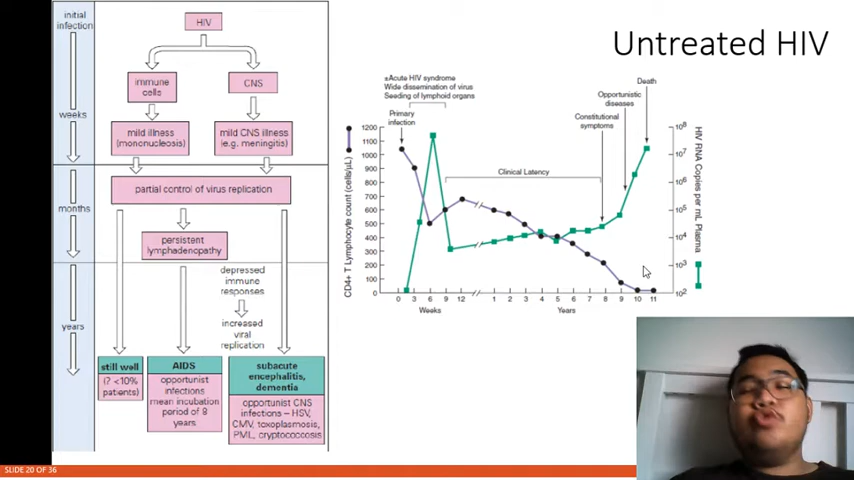 Untreated HIV
initial
infection
weeks
months
years
HIV
immune
cells
CNS
mild illness
(mononucleosis)
mild CNS illness
(e.g. meningitis)
partial control of virus replication
persistent
lymphadenopathy
depressed
immune
responses
increased
viral
replication
still well
(? <10%
patients)
AIDS
opportunist
infections
mean incubation
period of 8
years
subacute
encephalitis,
dementia
opportunist CNS
infections – HSV,
CMV, toxoplasmosis,
PML, cryptococcosis
±Acute HIV syndrome
Wide dissemination of virus
Seeding of lymphoid organs
Primary
infection
Clinical Latency
Constitutional
symptoms
Opportunistic
diseases
Death
CD4+ T Lymphocyte count (cells/μL)
1200
1100
1000
900
800
700
600
500
400
300
200
100
0
HIV RNA Copies per mL Plasma
10⁸
10⁷
10⁶
10⁵
10⁴
10³
10²
0 3 6 9 12 1 2 3 4 5 6 7 8 9 10 11
Weeks Years
SLIDE 20 OF 36